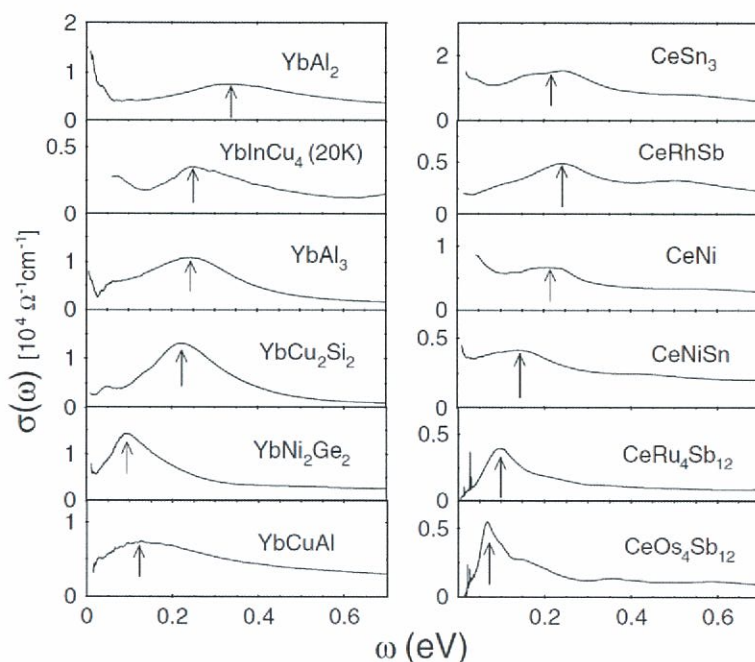 σ(ω) [10⁴ Ω⁻¹cm⁻¹]
2
1
0
YbAl₂
0.5
0
YbInCu₄ (20K)
1
0
YbAl₃
1
0
YbCu₂Si₂
1
0
YbNi₂Ge₂
1
0
YbCuAl
0 0.2 0.4 0.6
2
0
CeSn₃
0.5
0
CeRhSb
1
0
CeNi
0.5
0
CeNiSn
0.5
0
CeRu₄Sb₁₂
0.5
0
CeOs₄Sb₁₂
0.2 0.4 0.6
ω (eV)